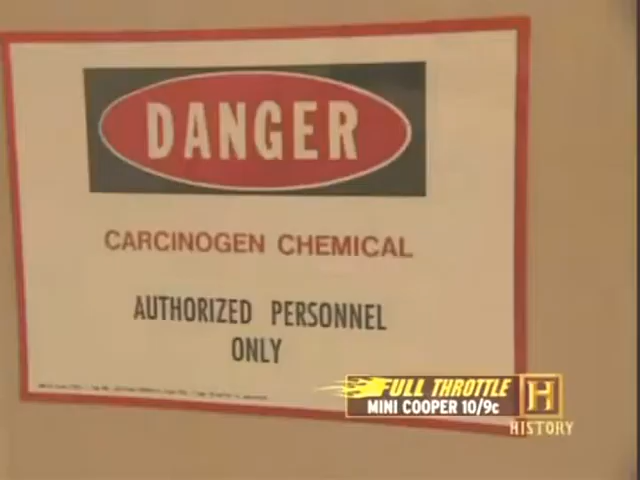 DANGER
CARCINOGEN CHEMICAL
AUTHORIZED PERSONNEL
ONLY
FULL THROTTLE
MINI COOPER 10/9c
H
HISTORY